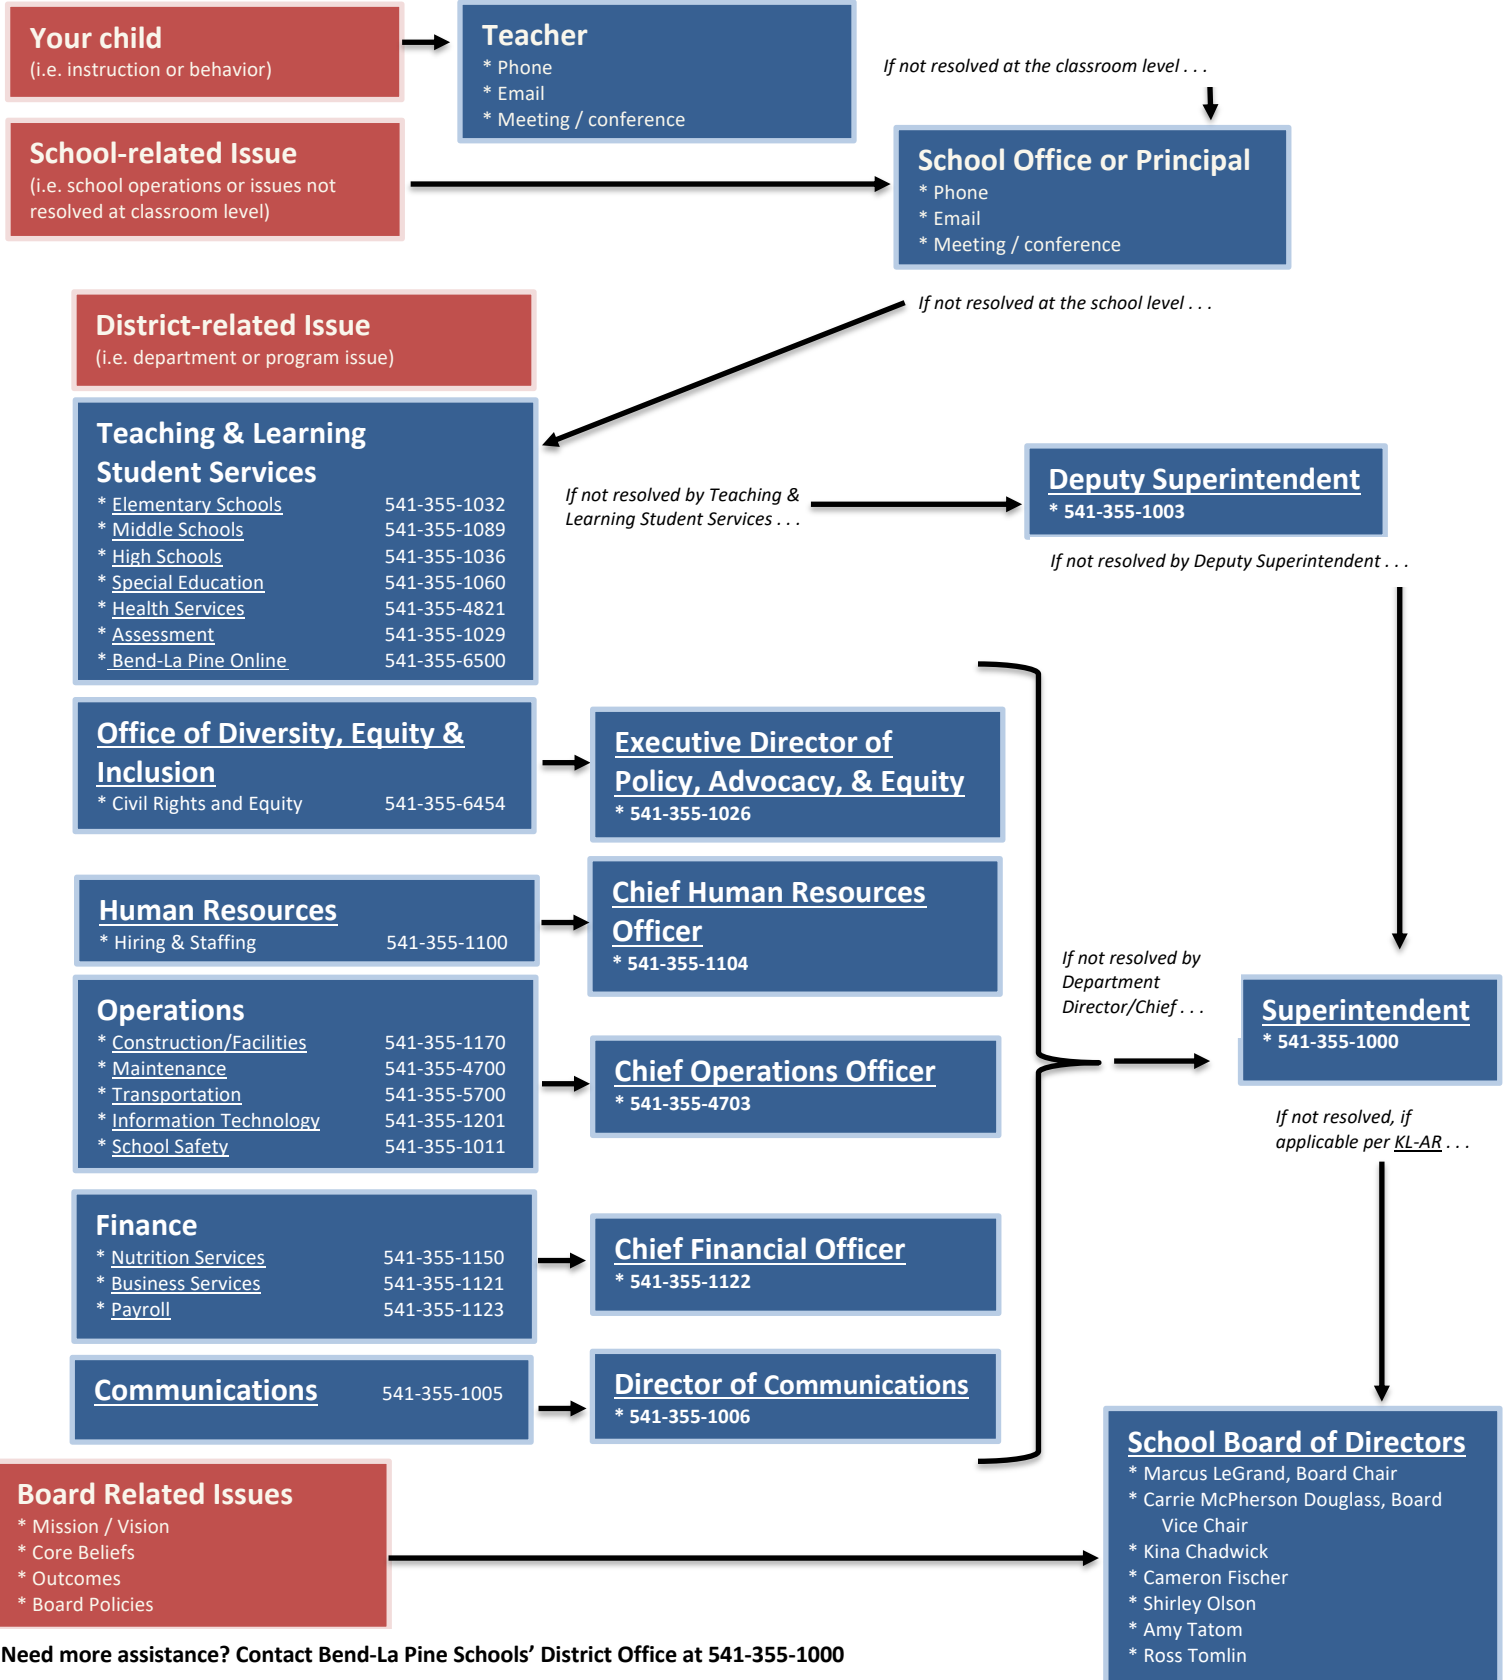 Your child
(i.e. instruction or behavior)
Teacher
* Phone
* Email
* Meeting / conference
If not resolved at the classroom level . . .
School-related Issue
(i.e. school operations or issues not
resolved at classroom level)
School Office or Principal
* Phone
* Email
* Meeting / conference
If not resolved at the school level . . .
District-related Issue
(i.e. department or program issue)
Teaching & Learning
Student Services
* Elementary Schools 541-355-1032
* Middle Schools 541-355-1089
* High Schools 541-355-1036
* Special Education 541-355-1060
* Health Services 541-355-4821
* Assessment 541-355-1029
* Bend-La Pine Online 541-355-6500
If not resolved by Teaching &
Learning Student Services . . .
Deputy Superintendent
* 541-355-1003
If not resolved by Deputy Superintendent . . .
Office of Diversity, Equity &
Inclusion
* Civil Rights and Equity 541-355-6454
Executive Director of
Policy, Advocacy, & Equity
* 541-355-1026
Human Resources
* Hiring & Staffing 541-355-1100
Chief Human Resources
Officer
* 541-355-1104
Operations
* Construction/Facilities 541-355-1170
* Maintenance 541-355-4700
* Transportation 541-355-5700
* Information Technology 541-355-1201
* School Safety 541-355-1011
Chief Operations Officer
* 541-355-4703
If not resolved by
Department
Director/Chief . . .
Superintendent
* 541-355-1000
If not resolved, if
applicable per KL-AR . . .
Finance
* Nutrition Services 541-355-1150
* Business Services 541-355-1121
* Payroll 541-355-1123
Chief Financial Officer
* 541-355-1122
Communications 541-355-1005
Director of Communications
* 541-355-1006
School Board of Directors
* Marcus LeGrand, Board Chair
* Carrie McPherson Douglass, Board
Vice Chair
* Kina Chadwick
* Cameron Fischer
* Shirley Olson
* Amy Tatom
* Ross Tomlin
Board Related Issues
* Mission / Vision
* Core Beliefs
* Outcomes
* Board Policies
Need more assistance? Contact Bend-La Pine Schools’ District Office at 541-355-1000